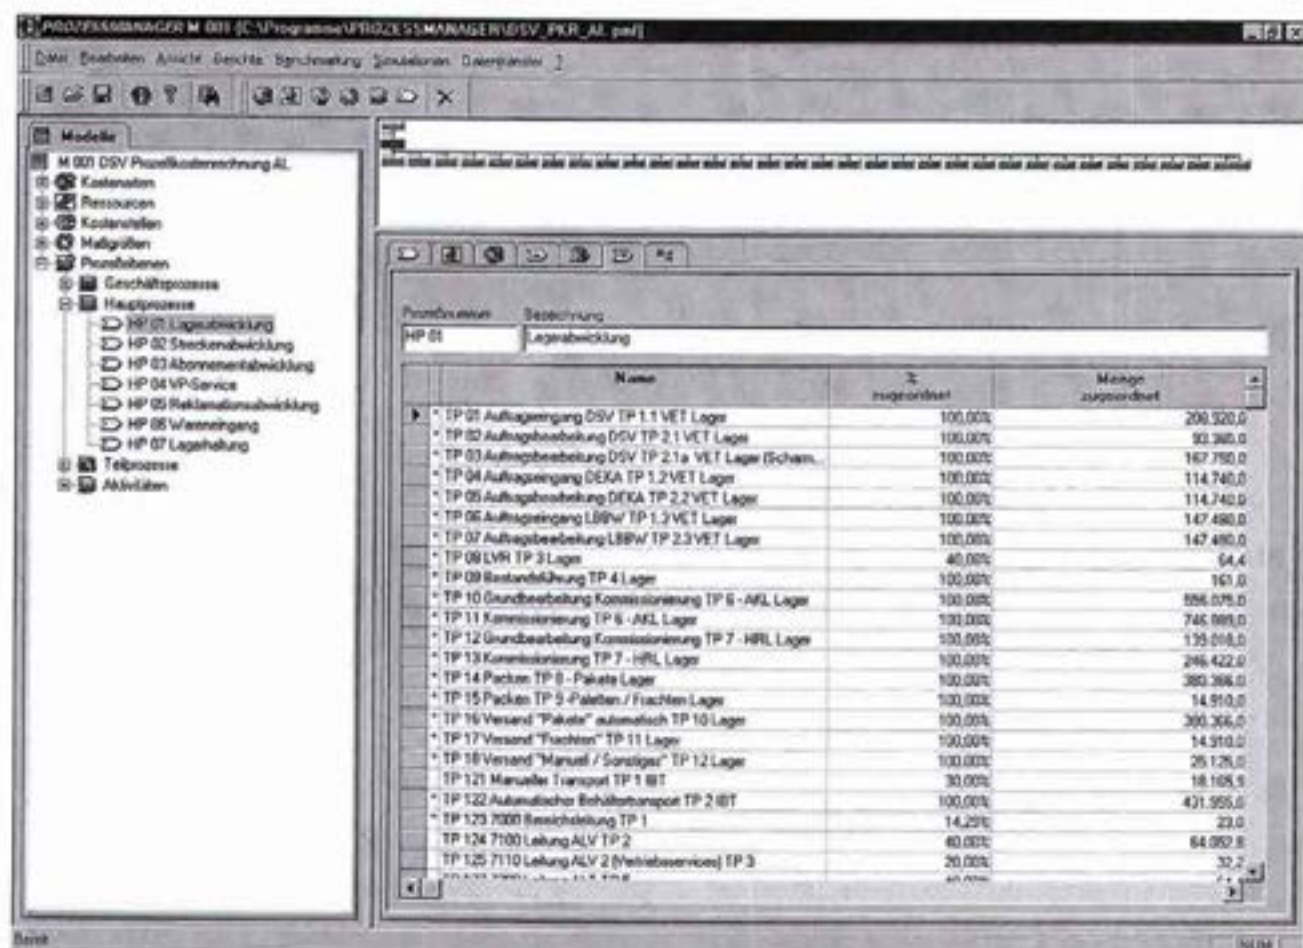 PROZESSMANAGER M 001 [C:\Programme\PROZESSMANAGER\DSV_PKR_AL.pml]
Datei Bearbeiten Ansicht Berichte Benchmarking Simulationen Datentransfer ?
Modelle
M 001 DSV Prozeßkostenrechnung AL
Kostenarten
Ressourcen
Kostenstellen
Maßgrößen
Prozeßebenen
Geschäftsprozesse
Hauptprozesse
HP 01 Lagerabwicklung
HP 02 Streckenabwicklung
HP 03 Abonnementabwicklung
HP 04 VP-Service
HP 05 Reklamationsabwicklung
HP 06 Wareneingang
HP 07 Lagerhaltung
Teilprozesse
Aktivitäten
Prozeßnummer Bezeichnung
HP 01 Lagerabwicklung
Name % zugeordnet Menge zugeordnet
* TP 01 Auftragseingang DSV TP 1.1 VET Lager 100,00% 208.920,0
* TP 02 Auftragsbearbeitung DSV TP 2.1 VET Lager 100,00% 93.360,0
* TP 03 Auftragsbearbeitung DSV TP 2.1a VET Lager (Scharn... 100,00% 167.790,0
* TP 04 Auftragseingang DEKA TP 1.2 VET Lager 100,00% 114.740,0
* TP 05 Auftragsbearbeitung DEKA TP 2.2 VET Lager 100,00% 114.740,0
* TP 06 Auftragseingang LBBW TP 1.3 VET Lager 100,00% 147.480,0
* TP 07 Auftragsbearbeitung LBBW TP 2.3 VET Lager 100,00% 147.480,0
* TP 08 LVR TP 3 Lager 40,00% 64,4
* TP 09 Bestandsführung TP 4 Lager 100,00% 161,0
* TP 10 Grundbearbeitung Kommissionierung TP 6 - AKL Lager 100,00%
* TP 11 Kommissionierung TP 6 - AKL Lager 100,00% 746.989,0
* TP 12 Grundbearbeitung Kommissionierung TP 7 - HRL Lager 100,00% 139.018,0
* TP 13 Kommissionierung TP 7 - HRL Lager 100,00% 246.422,0
* TP 14 Packen TP 8 - Pakete Lager 100,00% 380.366,0
* TP 15 Packen TP 9 -Paletten / Frachten Lager 100,00% 14.910,0
* TP 16 Versand "Pakete" automatisch TP 10 Lager 100,00% 380.366,0
* TP 17 Versand "Frachten" TP 11 Lager 100,00% 14.910,0
* TP 18 Versand "Manuell / Sonstiges" TP 12 Lager 100,00% 25.125,0
TP 121 Manueller Transport TP 1 IBT 30,00%
* TP 122 Automatischer Behältertransport TP 2 IBT 100,00% 431.955,0
* TP 123 7000 Bereichsleitung TP 1 14,29% 23,0
TP 124 7100 Leitung ALV TP 2 40,00%
TP 125 7110 Leitung ALV 2 (Vertriebsservices) TP 3 20,00% 32,2
Bereit
NUM